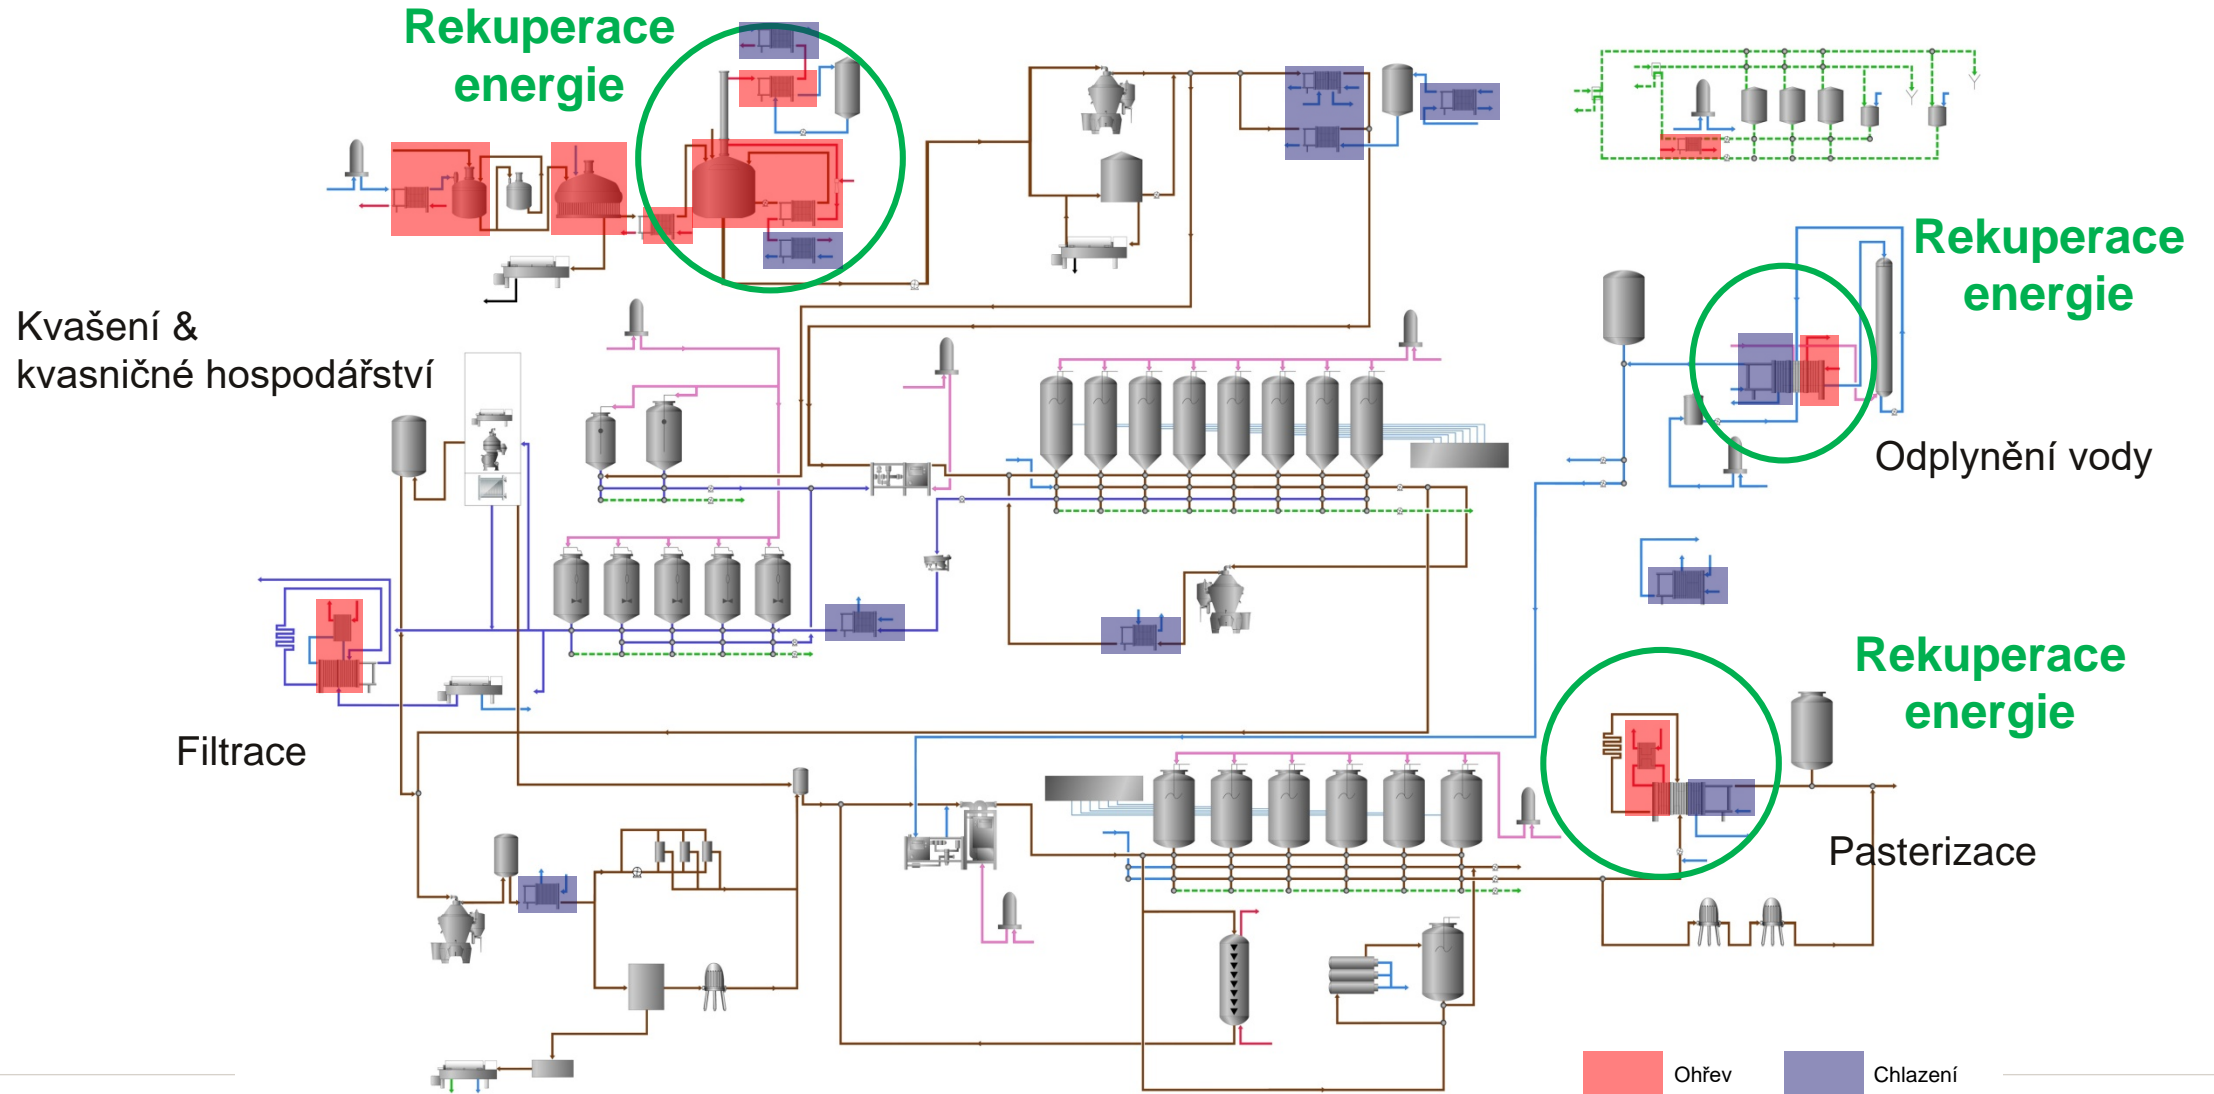 Rekuperace
energie
Rekuperace
energie
Kvašení &
kvasničné hospodářství
Odplynění vody
Rekuperace
energie
Filtrace
Pasterizace
Ohřev
Chlazení